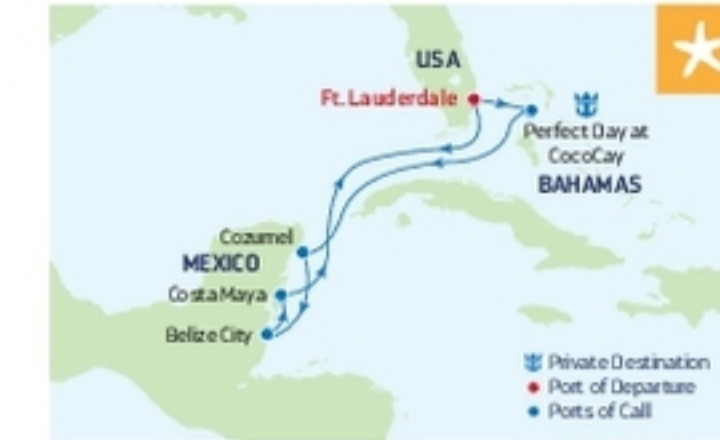 USA
Ft. Lauderdale
Perfect Day at
CocoCay
BAHAMAS
Cozumel
MEXICO
Costa Maya
Belize City
Private Destination
Port of Departure
Ports of Call